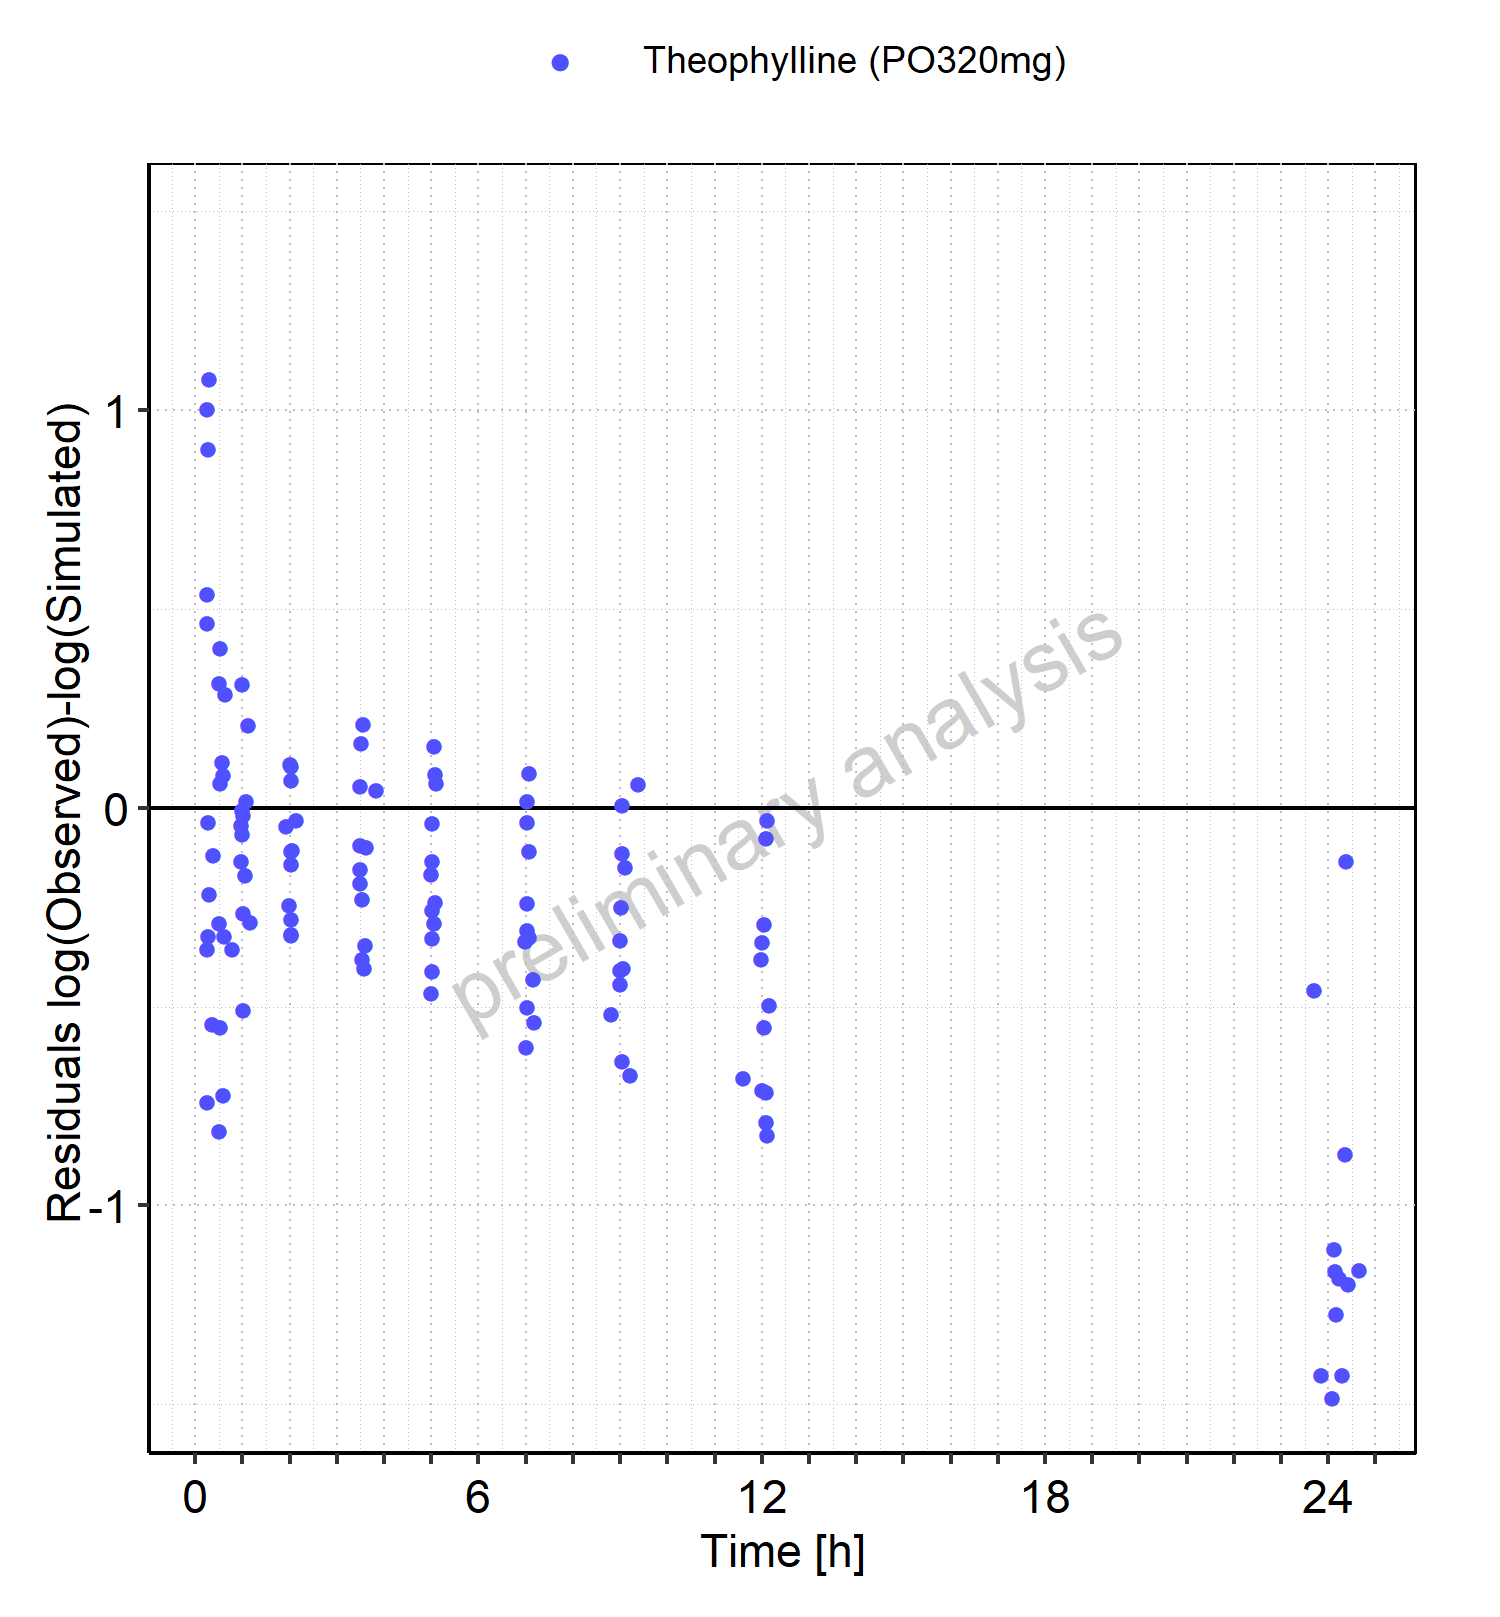 Theophylline (PO320mg)
Residuals log(Observed)-log(Simulated)
1
0
-1
preliminary analysis
0 6 12 18 24
Time [h]